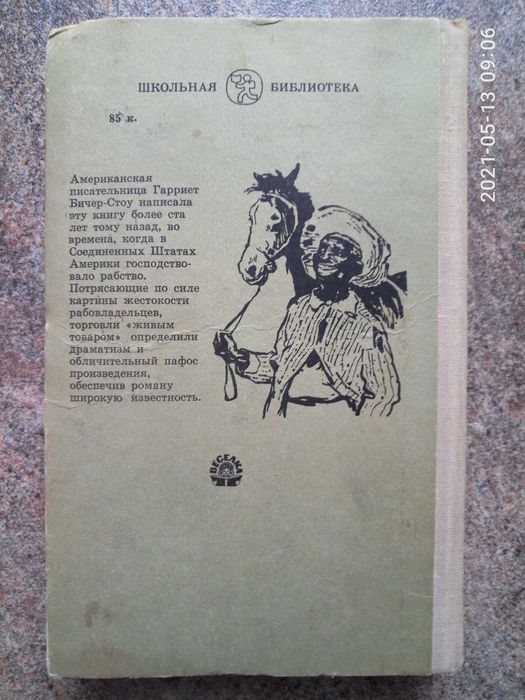 ШКОЛЬНАЯ БИБЛИОТЕКА
85 к.
Американская
писательница Гарриет
Бичер-Стоу написала
эту книгу более ста
лет тому назад, во
времена, когда в
Соединенных Штатах
Америки господство-
вало рабство.
Потрясающие по силе
картины жестокости
рабовладельцев,
торговли «живым
товаром» определили
драматизм и
обличительный пафос
произведения,
обеспечив роману
широкую известность.
ВЕСЕЛКА
2021-05-13 09:06